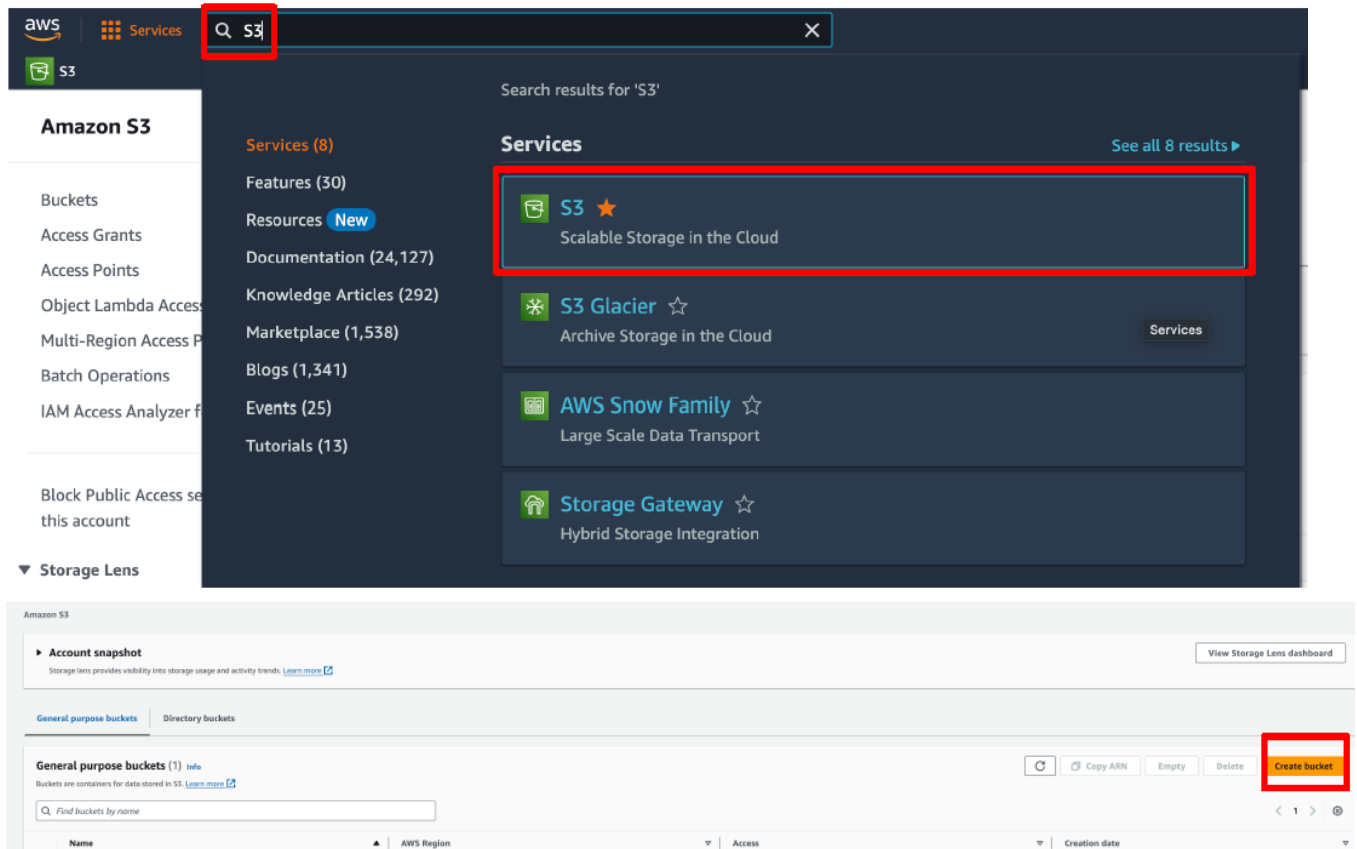 aws
Services
S3
S3
Amazon S3
Buckets
Access Grants
Access Points
Object Lambda Access
Multi-Region Access P
Batch Operations
IAM Access Analyzer f
Block Public Access se
this account
Storage Lens
Search results for 'S3'
Services (8)
Features (30)
Resources New
Documentation (24,127)
Knowledge Articles (292)
Marketplace (1,538)
Blogs (1,341)
Events (25)
Tutorials (13)
Services
See all 8 results
S3
Scalable Storage in the Cloud
S3 Glacier
Archive Storage in the Cloud
Services
AWS Snow Family
Large Scale Data Transport
Storage Gateway
Hybrid Storage Integration
Amazon S3
Account snapshot
View Storage Lens dashboard
Storage lens provides visibility into storage usage and activity trends. Learn more
General purpose buckets
Directory buckets
General purpose buckets (1) Info
Copy ARN
Empty
Delete
Create bucket
Buckets are containers for data stored in S3. Learn more
Find buckets by name
1
Name
AWS Region
Access
Creation date